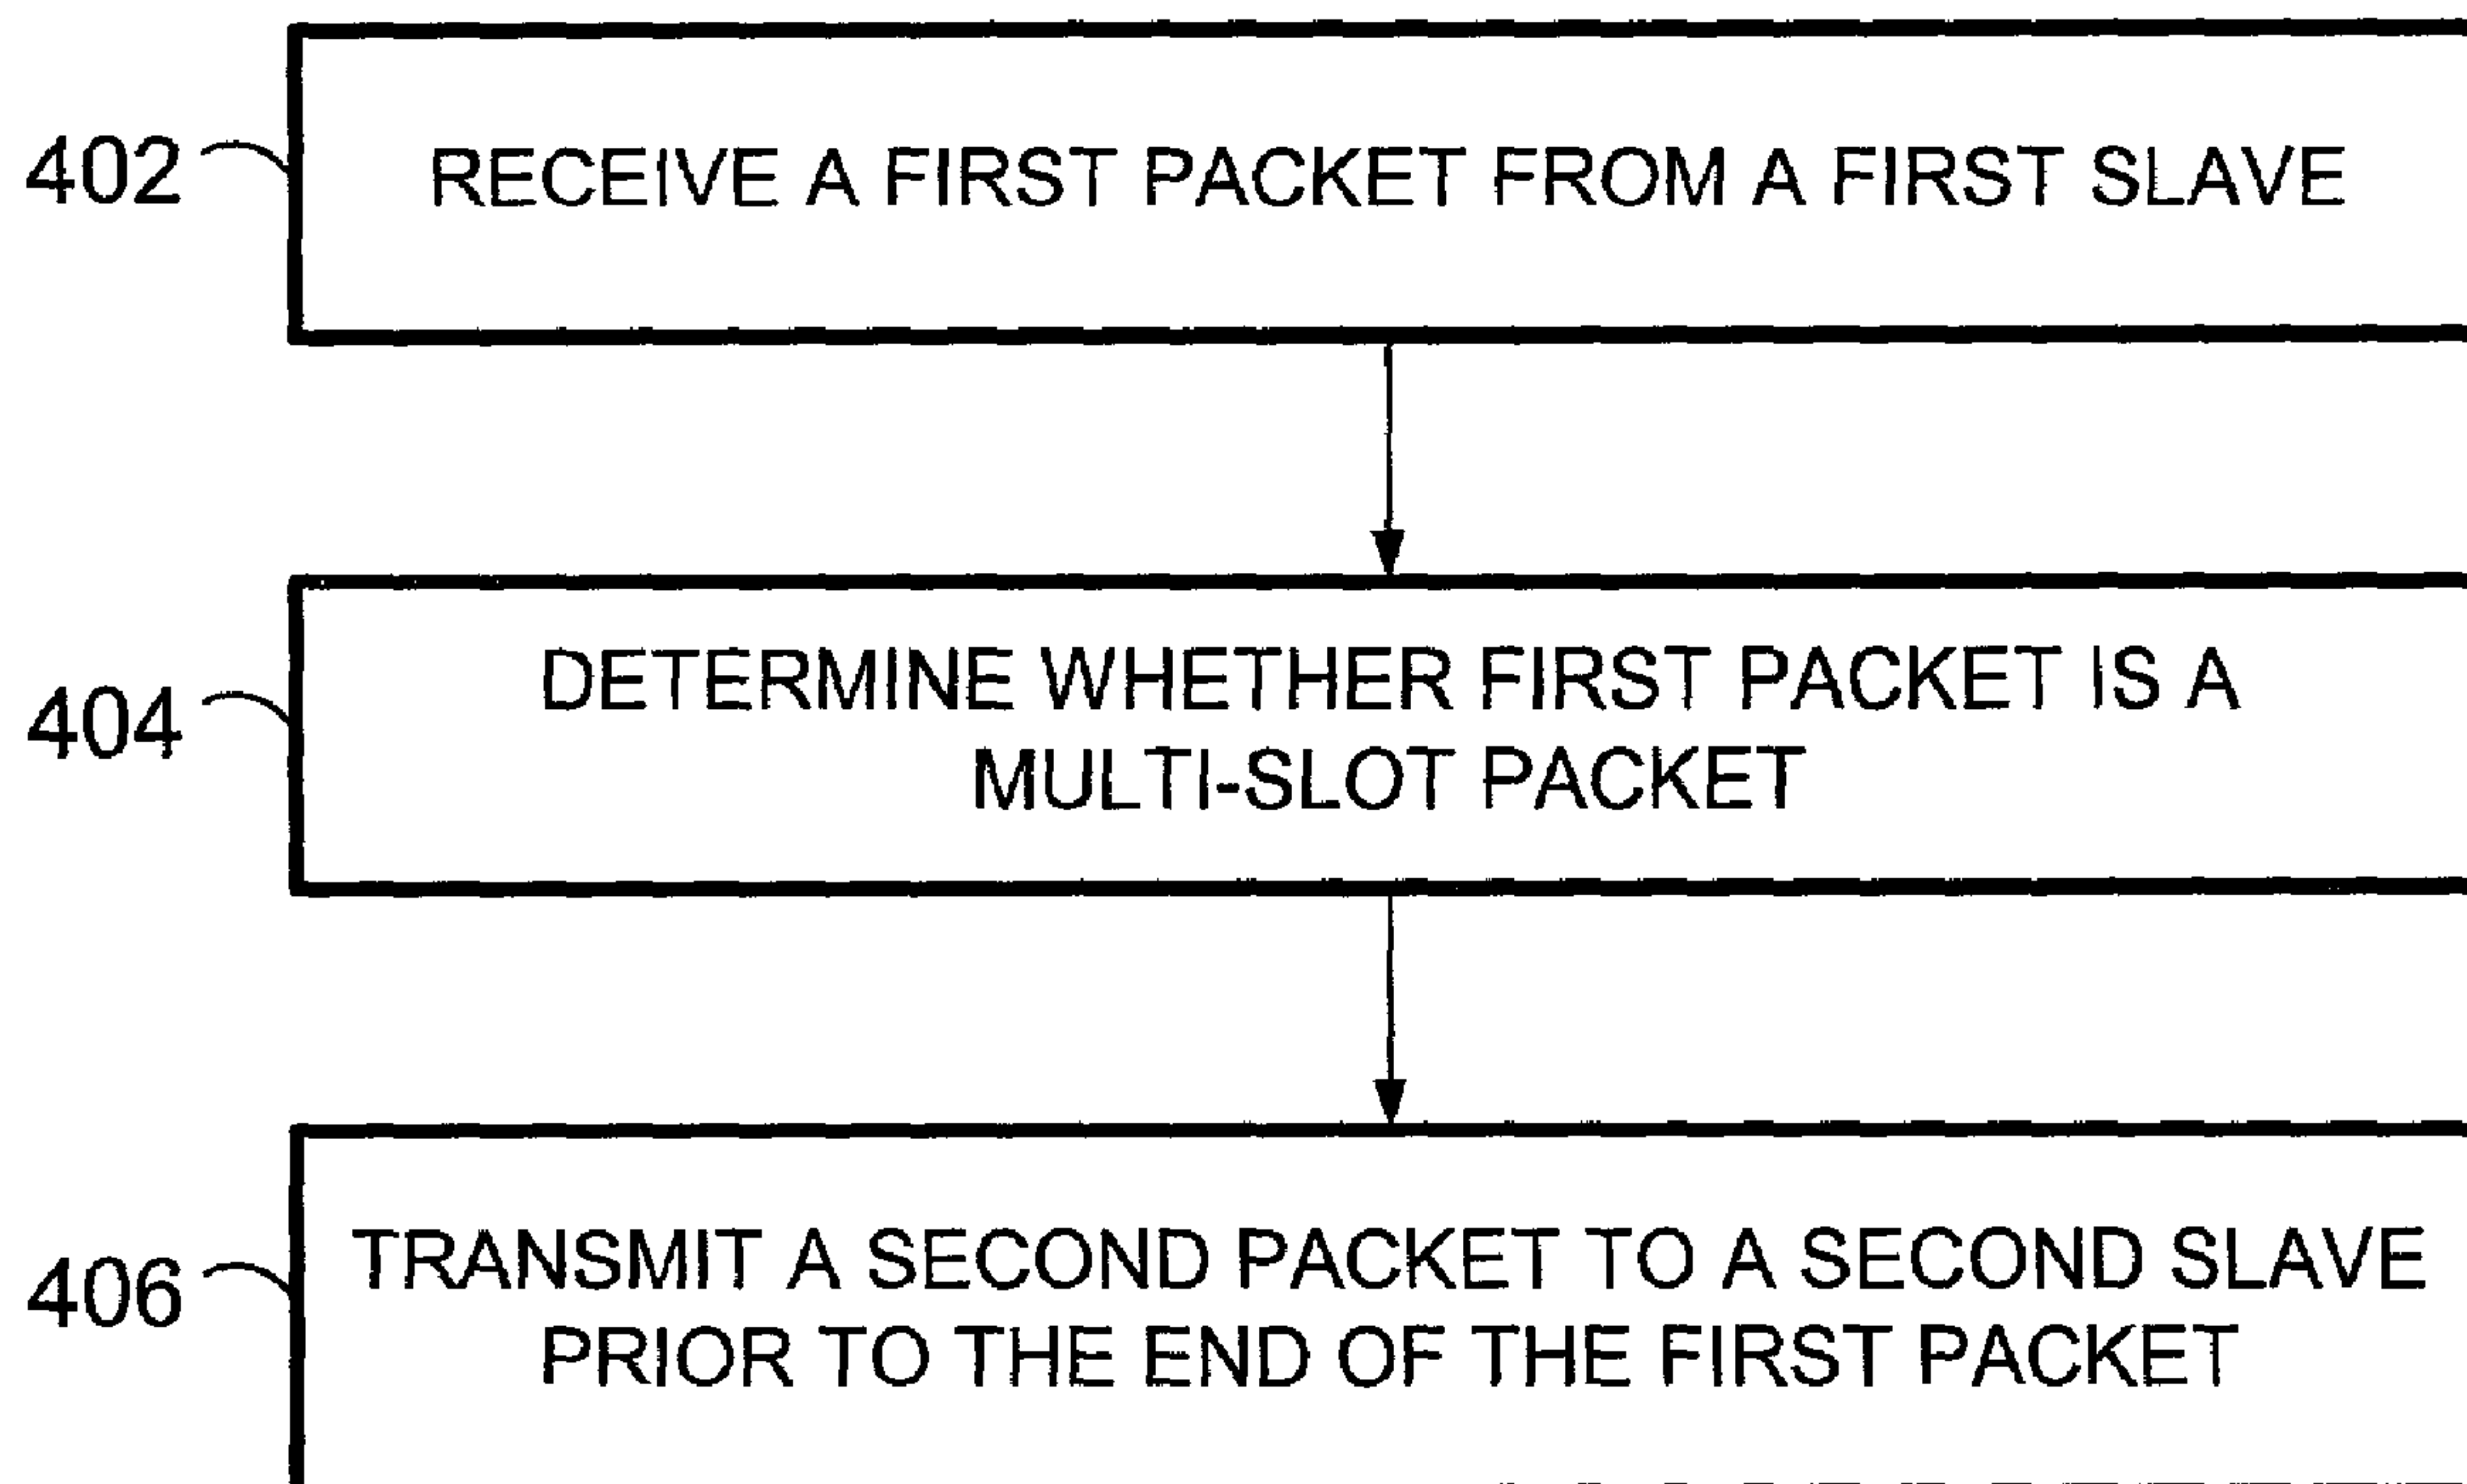 402
RECEIVE A FIRST PACKET FROM A FIRST SLAVE
404
DETERMINE WHETHER FIRST PACKET IS A
MULTI-SLOT PACKET
406
TRANSMIT A SECOND PACKET TO A SECOND SLAVE
PRIOR TO THE END OF THE FIRST PACKET